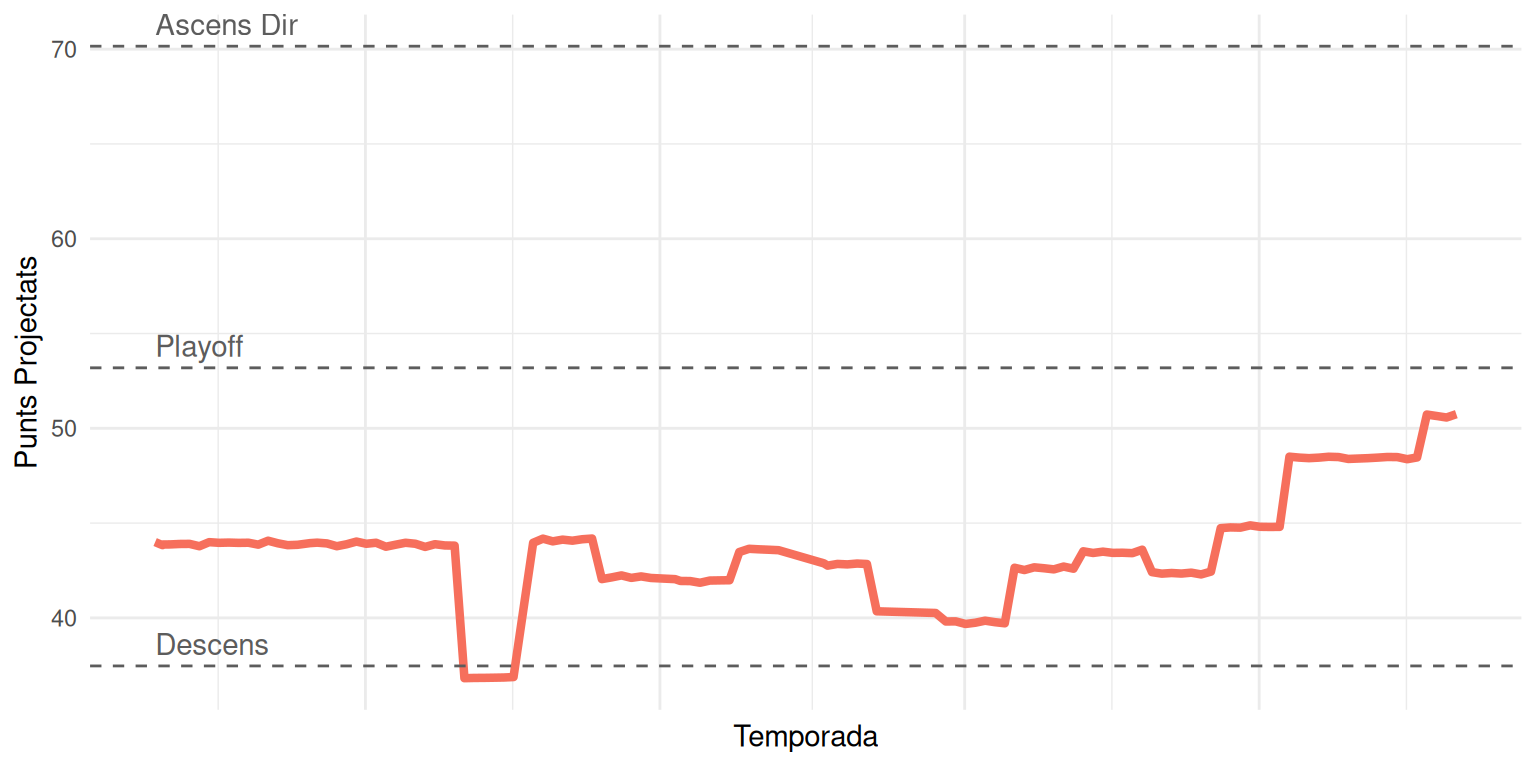 Ascens Dir
70
60
Playoff
50
40
Descens
Punts Projectats
Temporada